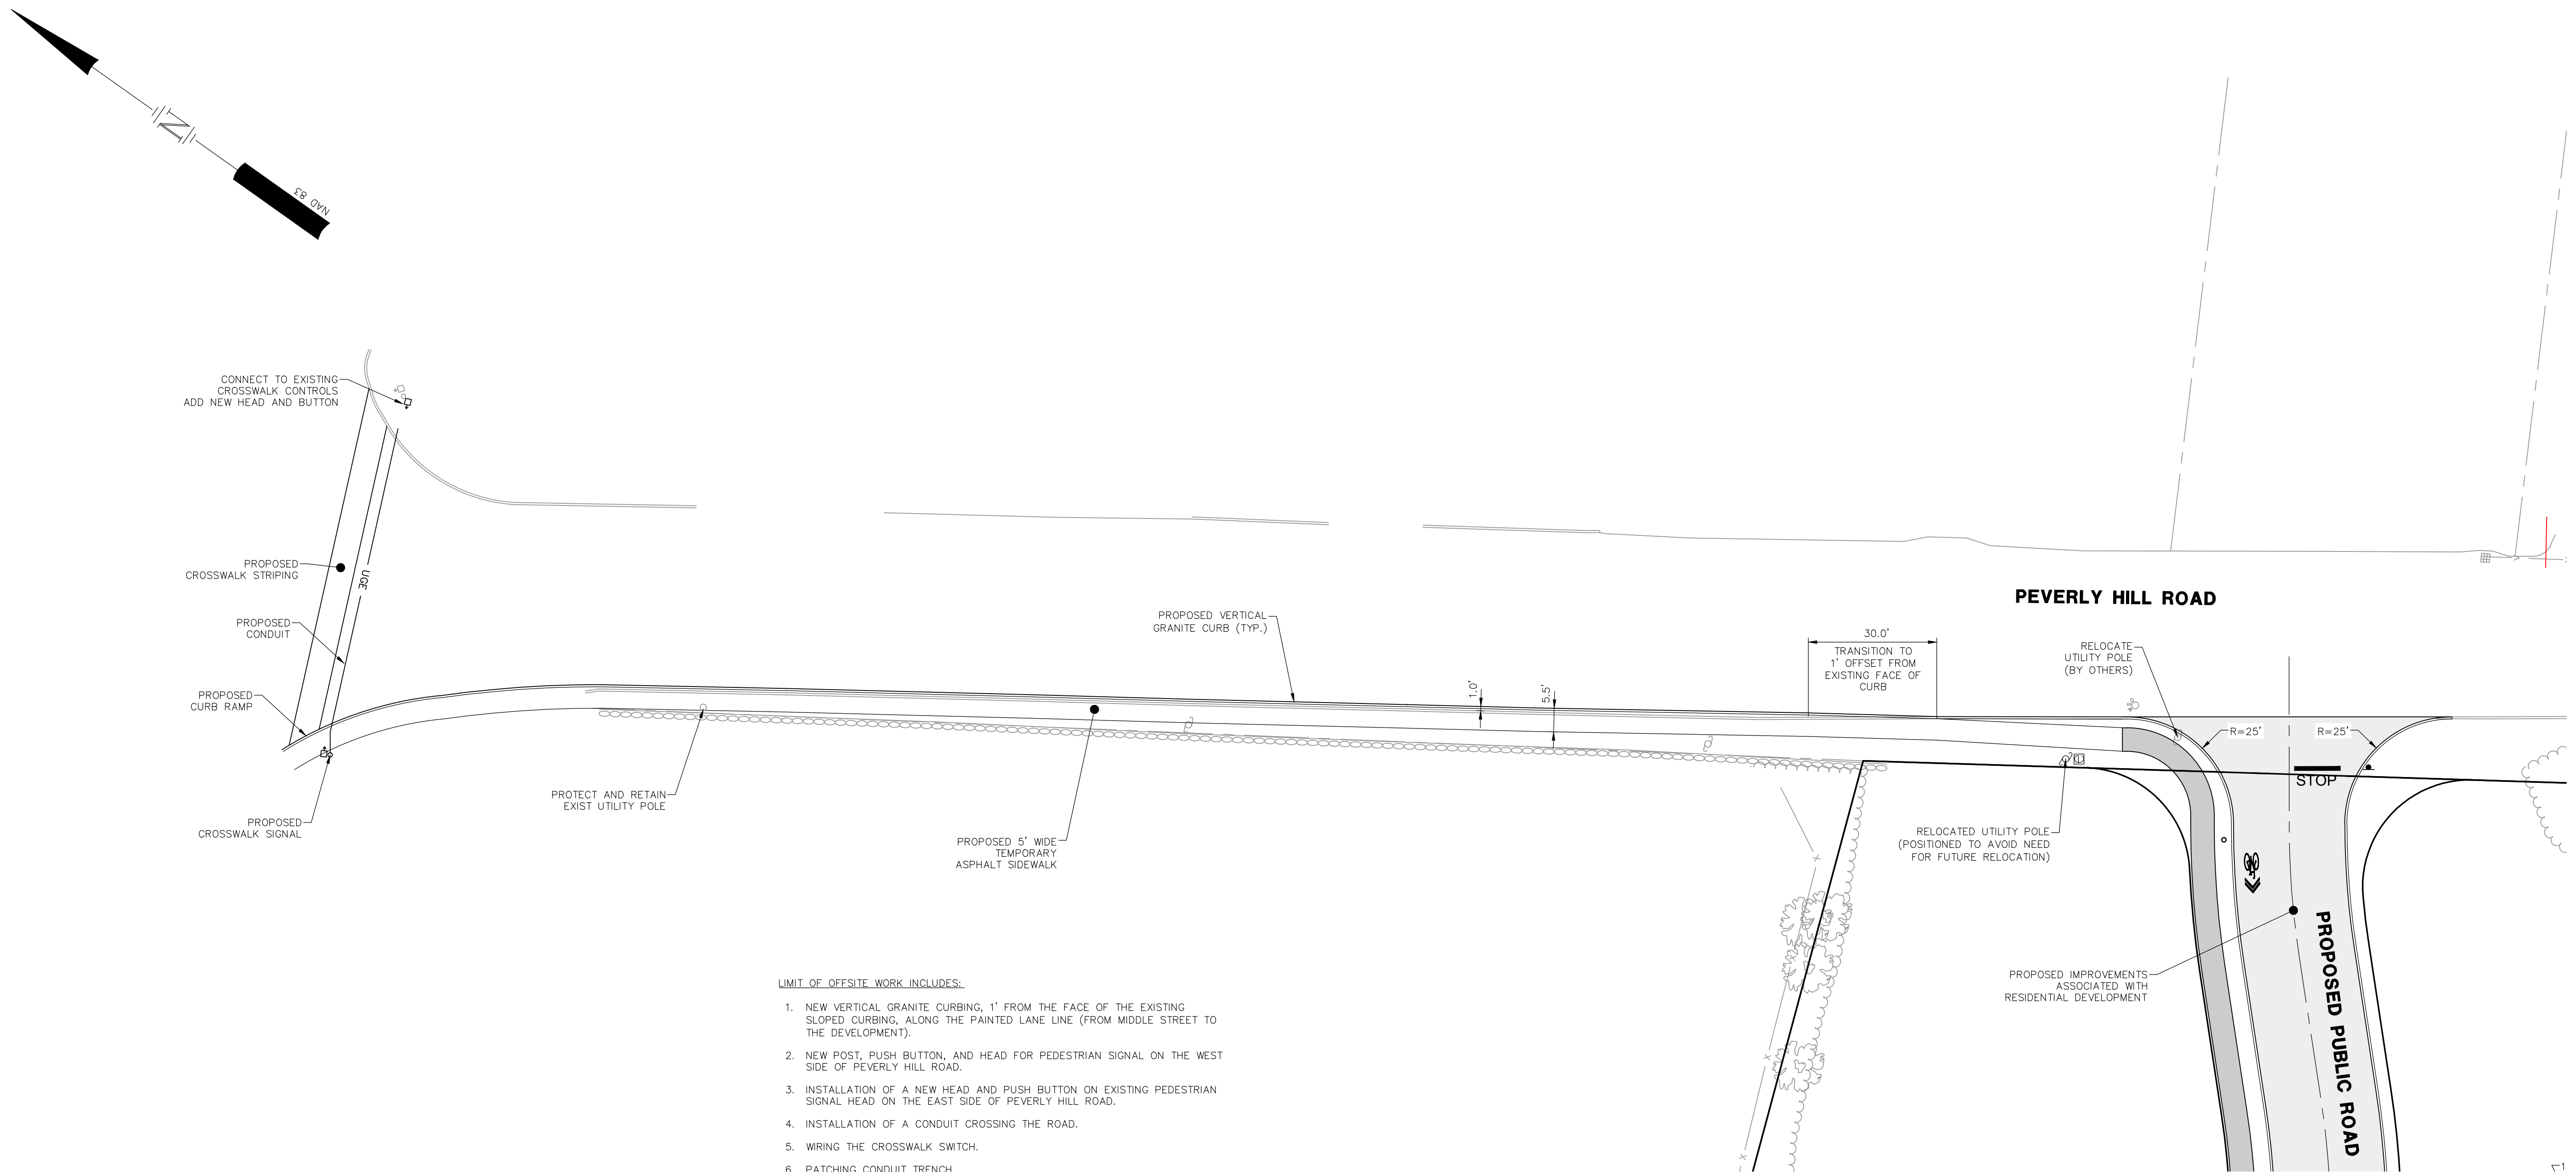 N
NAD 83
CONNECT TO EXISTING
CROSSWALK CONTROLS
ADD NEW HEAD AND BUTTON
PROPOSED
CROSSWALK STRIPING
UGE
PROPOSED
CONDUIT
PROPOSED
CURB RAMP
PROPOSED
CROSSWALK SIGNAL
PROTECT AND RETAIN
EXIST UTILITY POLE
PROPOSED 5' WIDE
TEMPORARY
ASPHALT SIDEWALK
PROPOSED VERTICAL
GRANITE CURB (TYP.)
1.0'
5.5'
30.0'
TRANSITION TO
1' OFFSET FROM
EXISTING FACE OF
CURB
PEVERLY HILL ROAD
RELOCATE
UTILITY POLE
(BY OTHERS)
R=25'
R=25'
STOP
RELOCATED UTILITY POLE
(POSITIONED TO AVOID NEED
FOR FUTURE RELOCATION)
PROPOSED IMPROVEMENTS
ASSOCIATED WITH
RESIDENTIAL DEVELOPMENT
PROPOSED PUBLIC ROAD
LIMIT OF OFFSITE WORK INCLUDES:
1. NEW VERTICAL GRANITE CURBING, 1' FROM THE FACE OF THE EXISTING
SLOPED CURBING, ALONG THE PAINTED LANE LINE (FROM MIDDLE STREET TO
THE DEVELOPMENT).
2. NEW POST, PUSH BUTTON, AND HEAD FOR PEDESTRIAN SIGNAL ON THE WEST
SIDE OF PEVERLY HILL ROAD.
3. INSTALLATION OF A NEW HEAD AND PUSH BUTTON ON EXISTING PEDESTRIAN
SIGNAL HEAD ON THE EAST SIDE OF PEVERLY HILL ROAD.
4. INSTALLATION OF A CONDUIT CROSSING THE ROAD.
5. WIRING THE CROSSWALK SWITCH.
6. PATCHING CONDUIT TRENCH